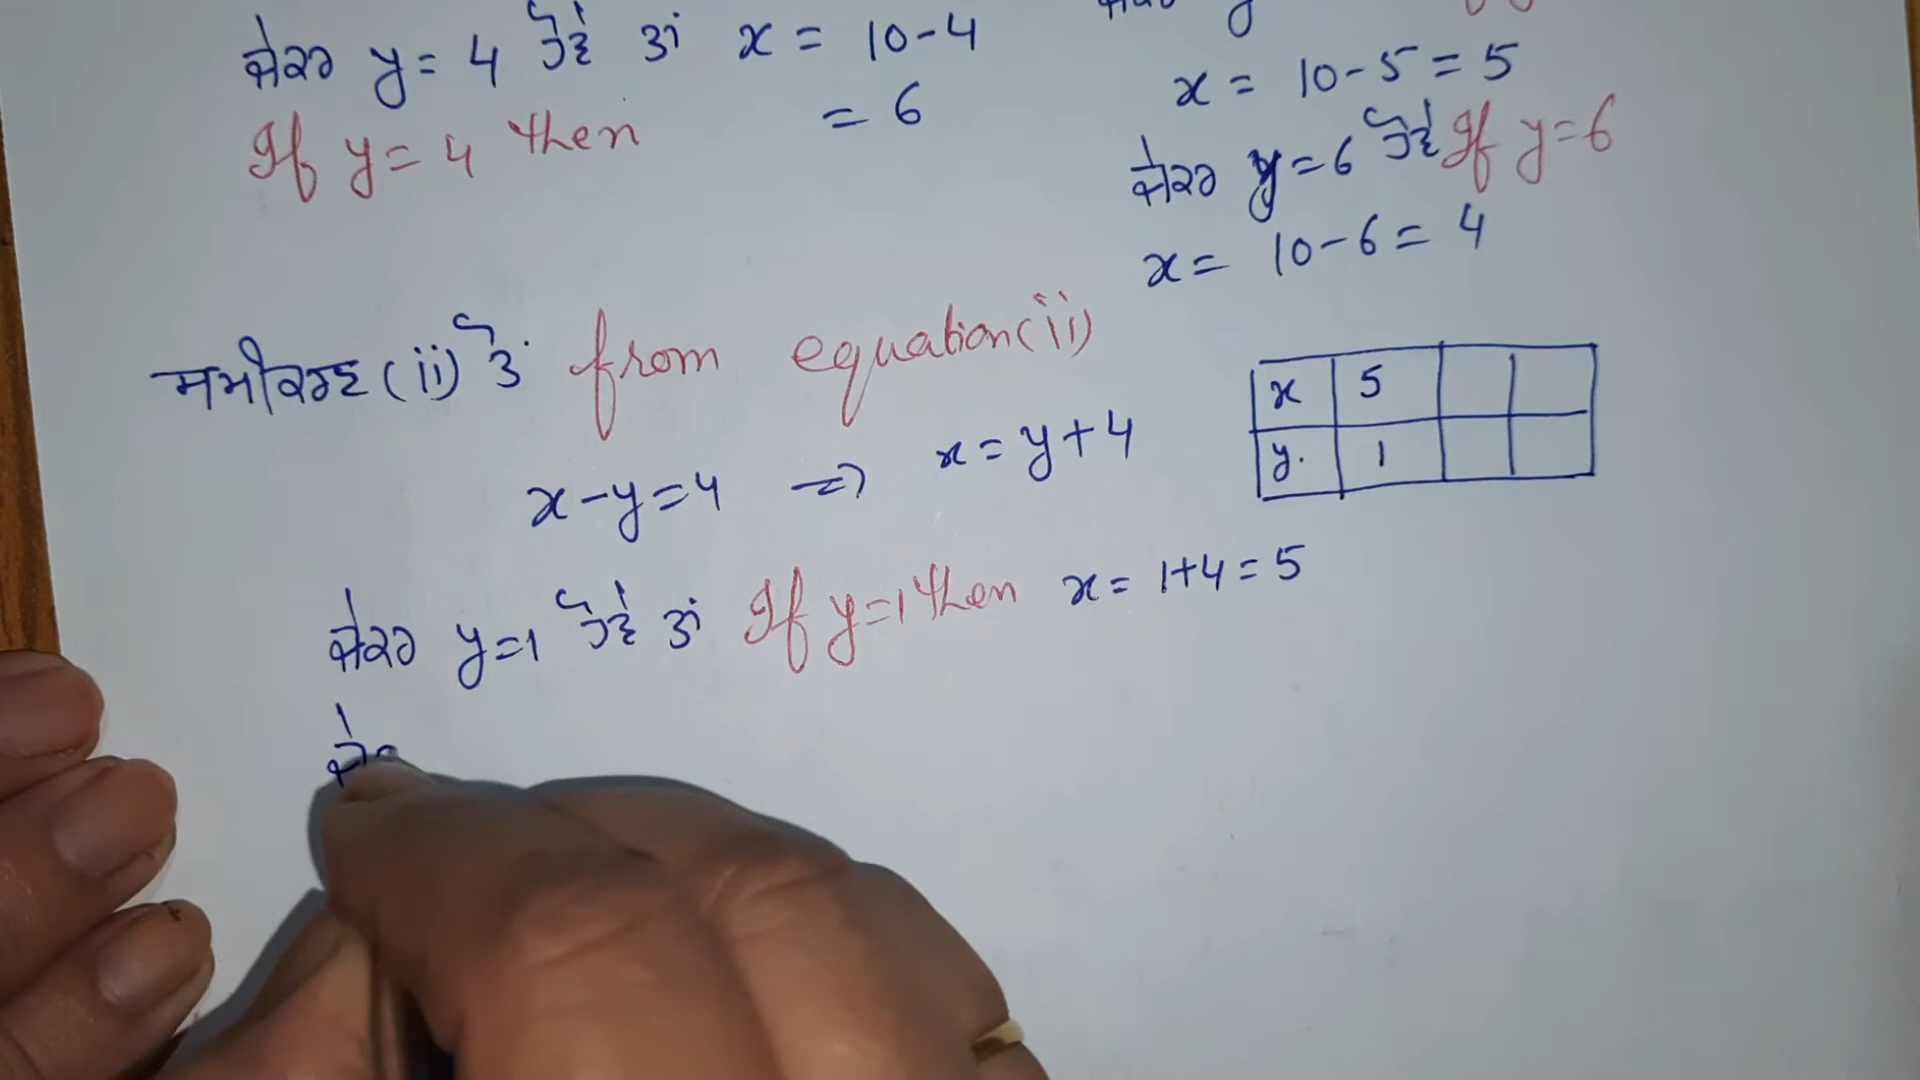 ਜੇਕਰ y = 4 ਹੋਵੇ ਤਾਂ x = 10-4
= 6
If y = 4 then
x = 10-5 = 5
ਜੇਕਰ y=6 ਹੋਵੇ If y=6
x = 10-6 = 4
ਸਮੀਕਰਣ (ii) ਤੋਂ from equation (ii)
x-y=4 ⇒ x = y+4
x 5
y. 1
ਜੇਕਰ y=1 ਹੋਵੇ ਤਾਂ If y=1 then x = 1+4 = 5